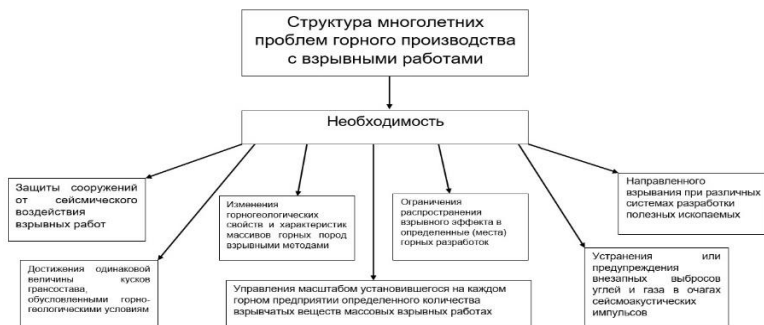 Структура многолетних
проблем горного производства
с взрывными работами
Необходимость
Защиты сооружений
от сейсмического
воздействия
взрывных работ
Изменения
горногеологических
свойств и характеристик
массивов горных пород
взрывными методами
Ограничения
распространения
взрывного эффекта в
определенные (места)
горных разработок
Направленного
взрывания при различных
системах разработки
полезных ископаемых
Достижения одинаковой
величины кусков
грансостава,
обусловленными горно-
геологическими условиям
Управления масштабом установившегося на каждом
горном предприятии определенного количества
взрывчатых веществ массовых взрывных работах
Устранения или
предупреждения
внезапных выбросов
углей и газа в очагах
сейсмоакустических
импульсов